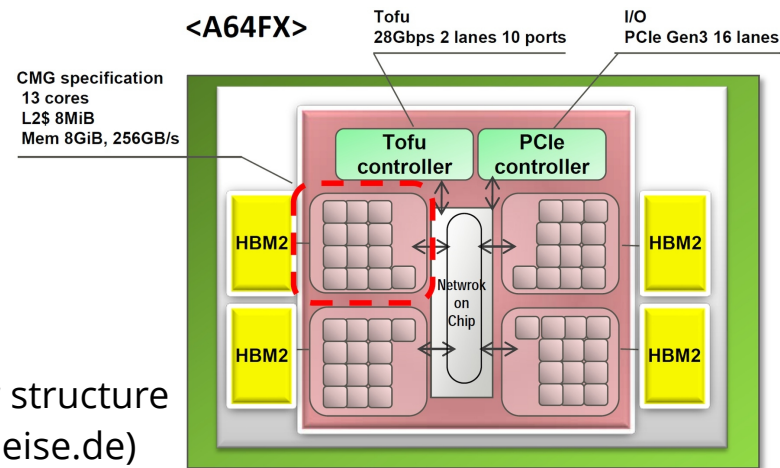 <A64FX>
Tofu
28Gbps 2 lanes 10 ports
I/O
PCIe Gen3 16 lanes
CMG specification
13 cores
L2$ 8MiB
Mem 8GiB, 256GB/s
Tofu
controller
PCIe
controller
HBM2
HBM2
Netwrok
on
Chip
HBM2
HBM2
structure
eise.de)